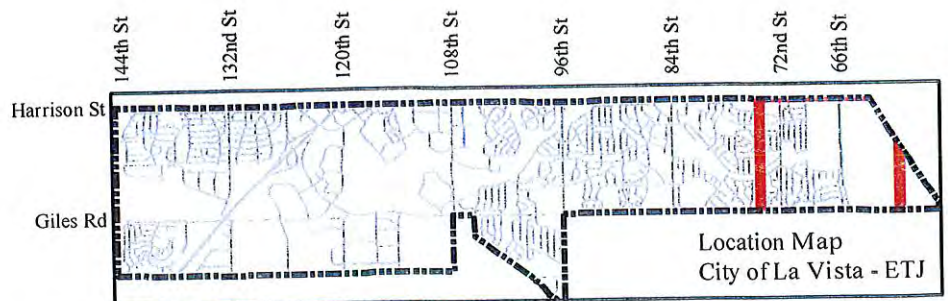 144th St
132nd St
120th St
108th St
96th St
84th St
72nd St
66th St
Harrison St
Giles Rd
Location Map
City of La Vista - ETJ